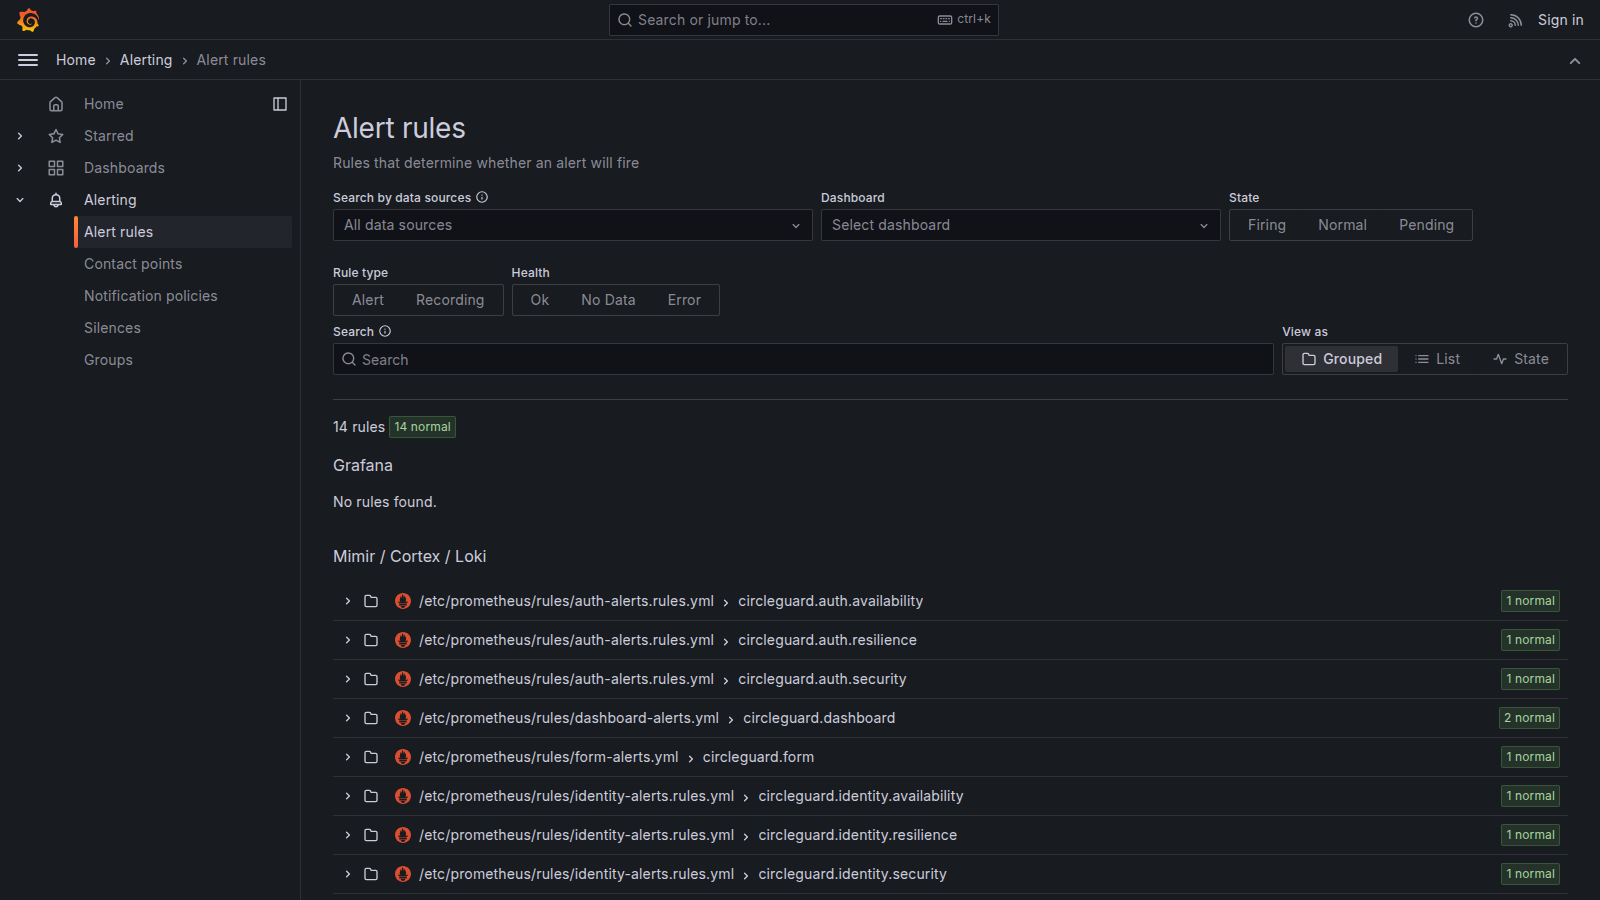 Search or jump to... ctrl+k Sign in
Home › Alerting › Alert rules
Home
Starred
Dashboards
Alerting
Alert rules
Contact points
Notification policies
Silences
Groups
Alert rules
Rules that determine whether an alert will fire
Search by data sources Dashboard State
All data sources Select dashboard Firing Normal Pending
Rule type Health
Alert Recording Ok No Data Error
Search View as
Search Grouped List State
14 rules 14 normal
Grafana
No rules found.
Mimir / Cortex / Loki
/etc/prometheus/rules/auth-alerts.rules.yml › circleguard.auth.availability 1 normal
/etc/prometheus/rules/auth-alerts.rules.yml › circleguard.auth.resilience 1 normal
/etc/prometheus/rules/auth-alerts.rules.yml › circleguard.auth.security 1 normal
/etc/prometheus/rules/dashboard-alerts.yml › circleguard.dashboard 2 normal
/etc/prometheus/rules/form-alerts.yml › circleguard.form 1 normal
/etc/prometheus/rules/identity-alerts.rules.yml › circleguard.identity.availability 1 normal
/etc/prometheus/rules/identity-alerts.rules.yml › circleguard.identity.resilience 1 normal
/etc/prometheus/rules/identity-alerts.rules.yml › circleguard.identity.security 1 normal